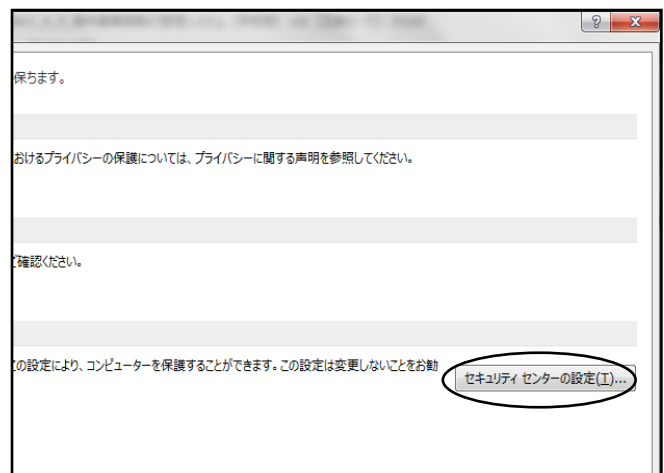 保ちます。
おけるプライバシーの保護については、プライバシーに関する声明を参照してください。
ご確認ください。
の設定により、コンピューターを保護することができます。この設定は変更しないことをお勧
セキュリティ センターの設定(T)...